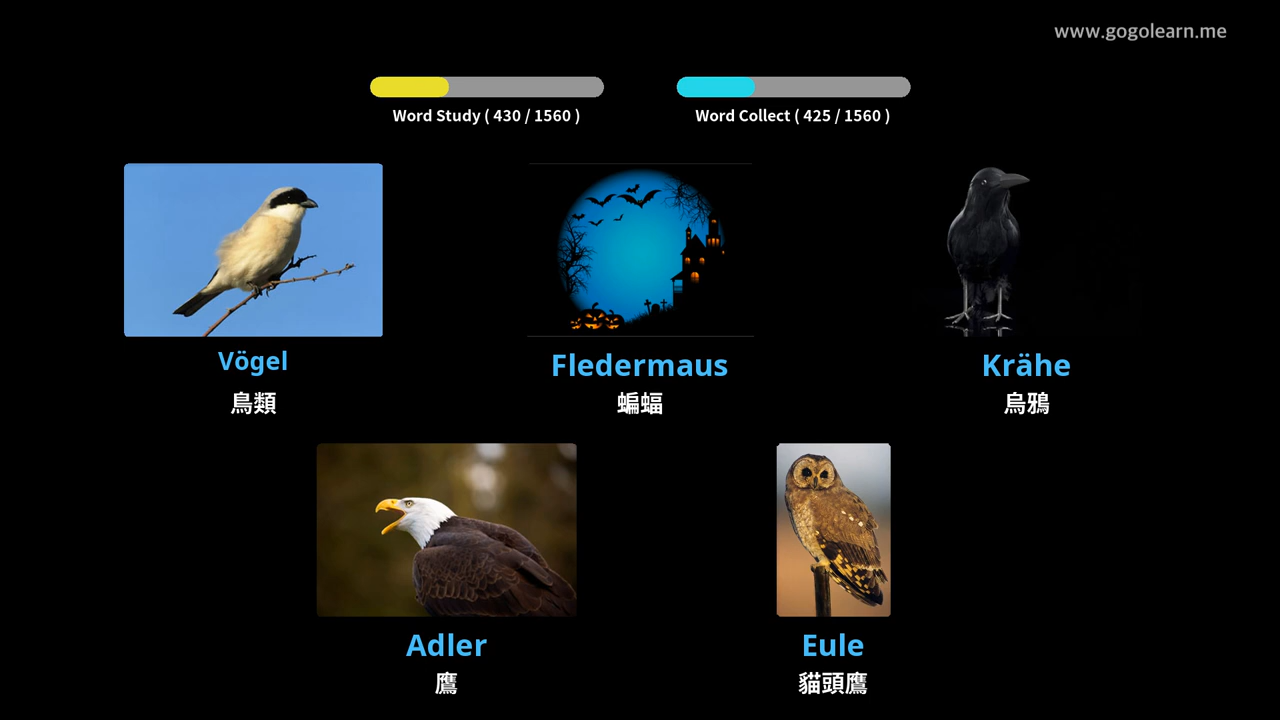 www.gogolearn.me
Word Study ( 430 / 1560 )
Word Collect ( 425 / 1560 )
Vögel
Fledermaus
Krähe
鳥類
蝙蝠
烏鴉
Adler
Eule
鷹
貓頭鷹